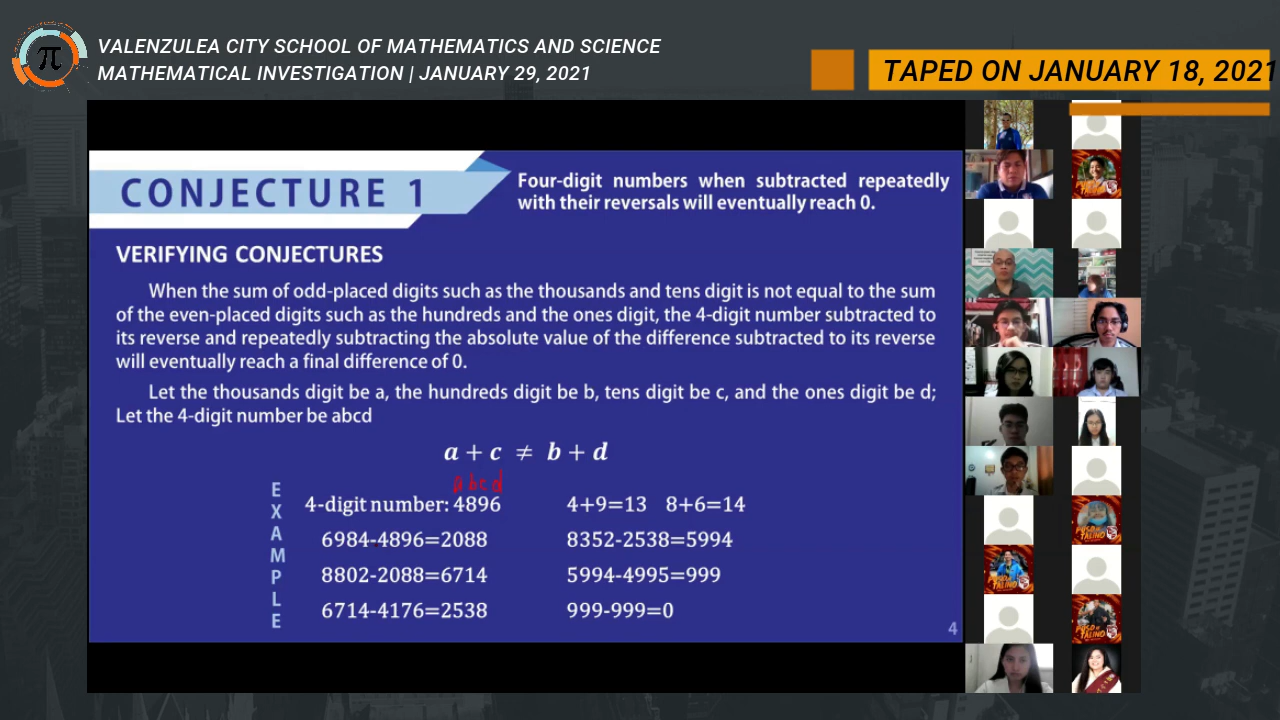 VALENZULEA CITY SCHOOL OF MATHEMATICS AND SCIENCE
MATHEMATICAL INVESTIGATION | JANUARY 29, 2021
TAPED ON JANUARY 18, 2021
π
CONJECTURE 1
Four-digit numbers when subtracted repeatedly
with their reversals will eventually reach 0.
VERIFYING CONJECTURES
When the sum of odd-placed digits such as the thousands and tens digit is not equal to the sum
of the even-placed digits such as the hundreds and the ones digit, the 4-digit number subtracted to
its reverse and repeatedly subtracting the absolute value of the difference subtracted to its reverse
will eventually reach a final difference of 0.
Let the thousands digit be a, the hundreds digit be b, tens digit be c, and the ones digit be d;
Let the 4-digit number be abcd
a + c ≠ b + d
a b c d
EXAMPLE
4-digit number: 4896
4+9=13 8+6=14
6984-4896=2088
8352-2538=5994
8802-2088=6714
5994-4995=999
6714-4176=2538
999-999=0
4